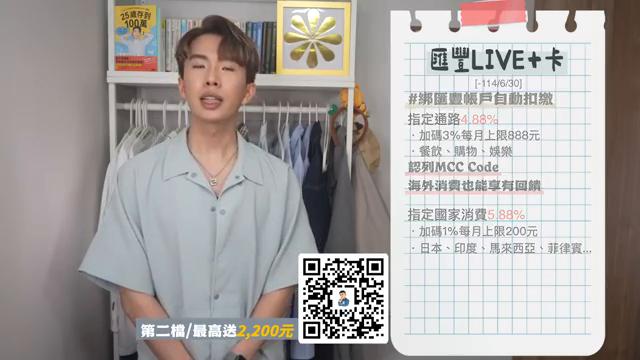 25歲存到
100萬
匯豐LIVE+卡
[-114/6/30]
#綁匯豐帳戶自動扣繳
指定通路4.88%
·加碼3%每月上限888元
·餐飲、購物、娛樂
認列MCC Code
海外消費也能享有回饋
指定國家消費5.88%
·加碼1%每月上限200元
·日本、印度、馬來西亞、菲律賓...
第二檔/最高送2,200元